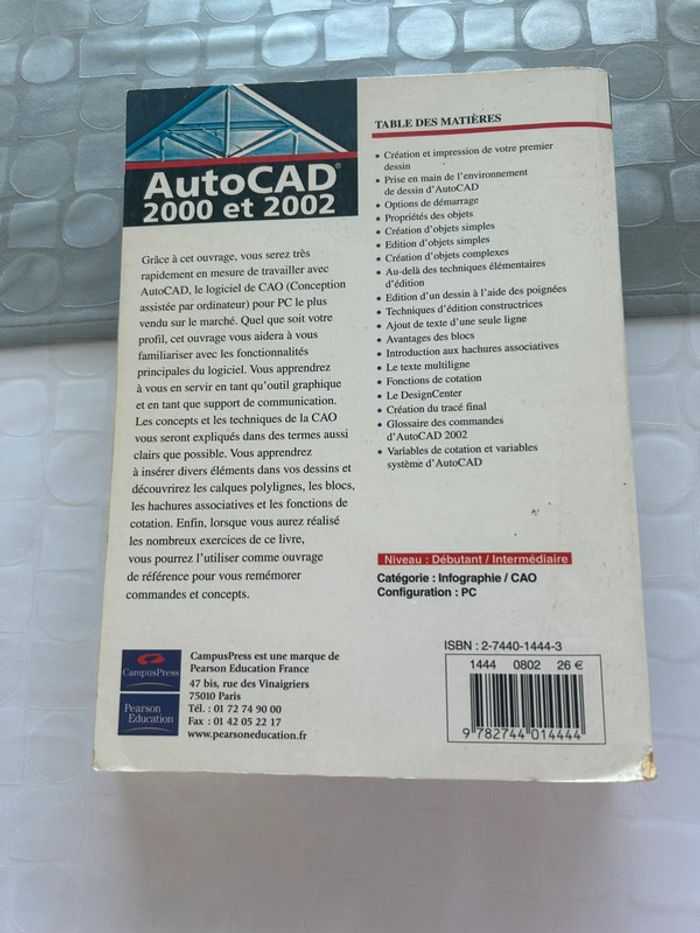 AutoCAD®
2000 et 2002
Grâce à cet ouvrage, vous serez très
rapidement en mesure de travailler avec
AutoCAD, le logiciel de CAO (Conception
assistée par ordinateur) pour PC le plus
vendu sur le marché. Quel que soit votre
profil, cet ouvrage vous aidera à vous
familiariser avec les fonctionnalités
principales du logiciel. Vous apprendrez
à vous en servir en tant qu'outil graphique
et en tant que support de communication.
Les concepts et les techniques de la CAO
vous seront expliqués dans des termes aussi
clairs que possible. Vous apprendrez
à insérer divers éléments dans vos dessins et
découvrirez les calques polylignes, les blocs,
les hachures associatives et les fonctions de
cotation. Enfin, lorsque vous aurez réalisé
les nombreux exercices de ce livre,
vous pourrez l'utiliser comme ouvrage
de référence pour vous remémorer
commandes et concepts.
TABLE DES MATIÈRES
• Création et impression de votre premier
dessin
• Prise en main de l'environnement
de dessin d'AutoCAD
• Options de démarrage
• Propriétés des objets
• Création d'objets simples
• Edition d'objets simples
• Création d'objets complexes
• Au-delà des techniques élémentaires
d'édition
• Edition d'un dessin à l'aide des poignées
• Techniques d'édition constructrices
• Ajout de texte d'une seule ligne
• Avantages des blocs
• Introduction aux hachures associatives
• Le texte multiligne
• Fonctions de cotation
• Le DesignCenter
• Création du tracé final
• Glossaire des commandes
d'AutoCAD 2002
• Variables de cotation et variables
système d'AutoCAD
Niveau : Débutant / Intermédiaire
Catégorie : Infographie / CAO
Configuration : PC
CampusPress
Pearson
Education
CampusPress est une marque de
Pearson Education France
47 bis, rue des Vinaigriers
75010 Paris
Tél. : 01 72 74 90 00
Fax : 01 42 05 22 17
www.pearsoneducation.fr
ISBN : 2-7440-1444-3
1444 0802 26 €
9 782744 014444